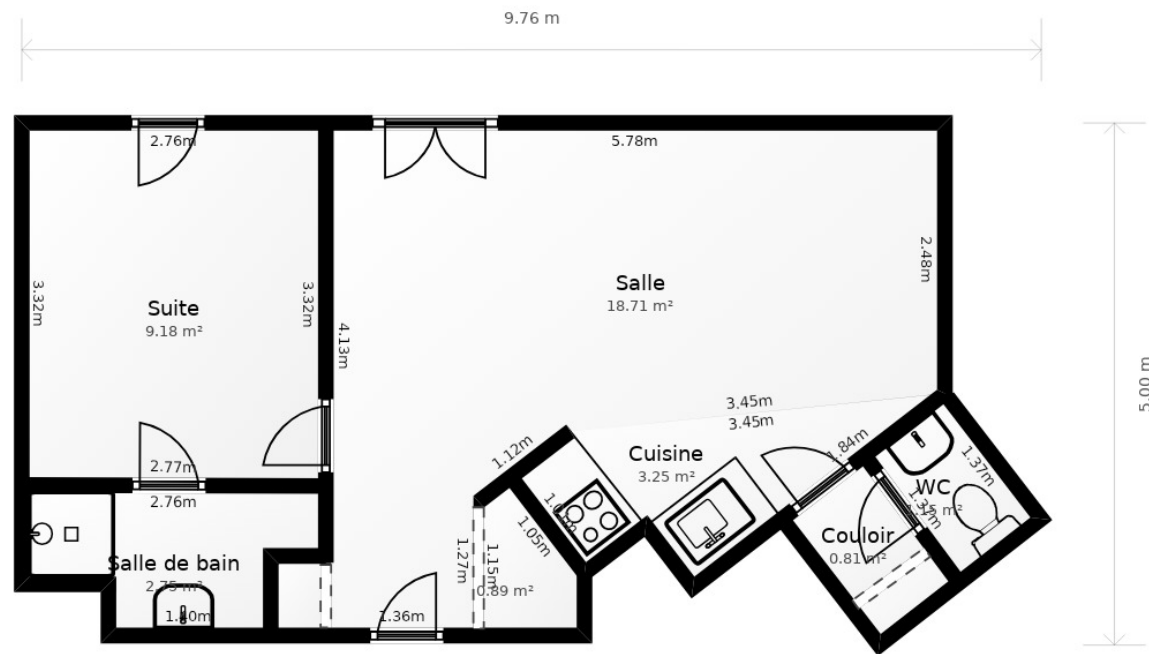 9.76 m
2.76m
5.78m
2.48m
3.32m
3.32m
4.13m
Salle
18.71 m²
Suite
9.18 m²
5.00 m
3.45m
3.45m
1.12m
Cuisine
3.25 m²
1.84m
1.37m
2.77m
2.76m
WC
1.37m
1.05m
Couloir
0.81 m²
1.27m
1.15m
Salle de bain
2.75 m²
0.89 m²
1.36m